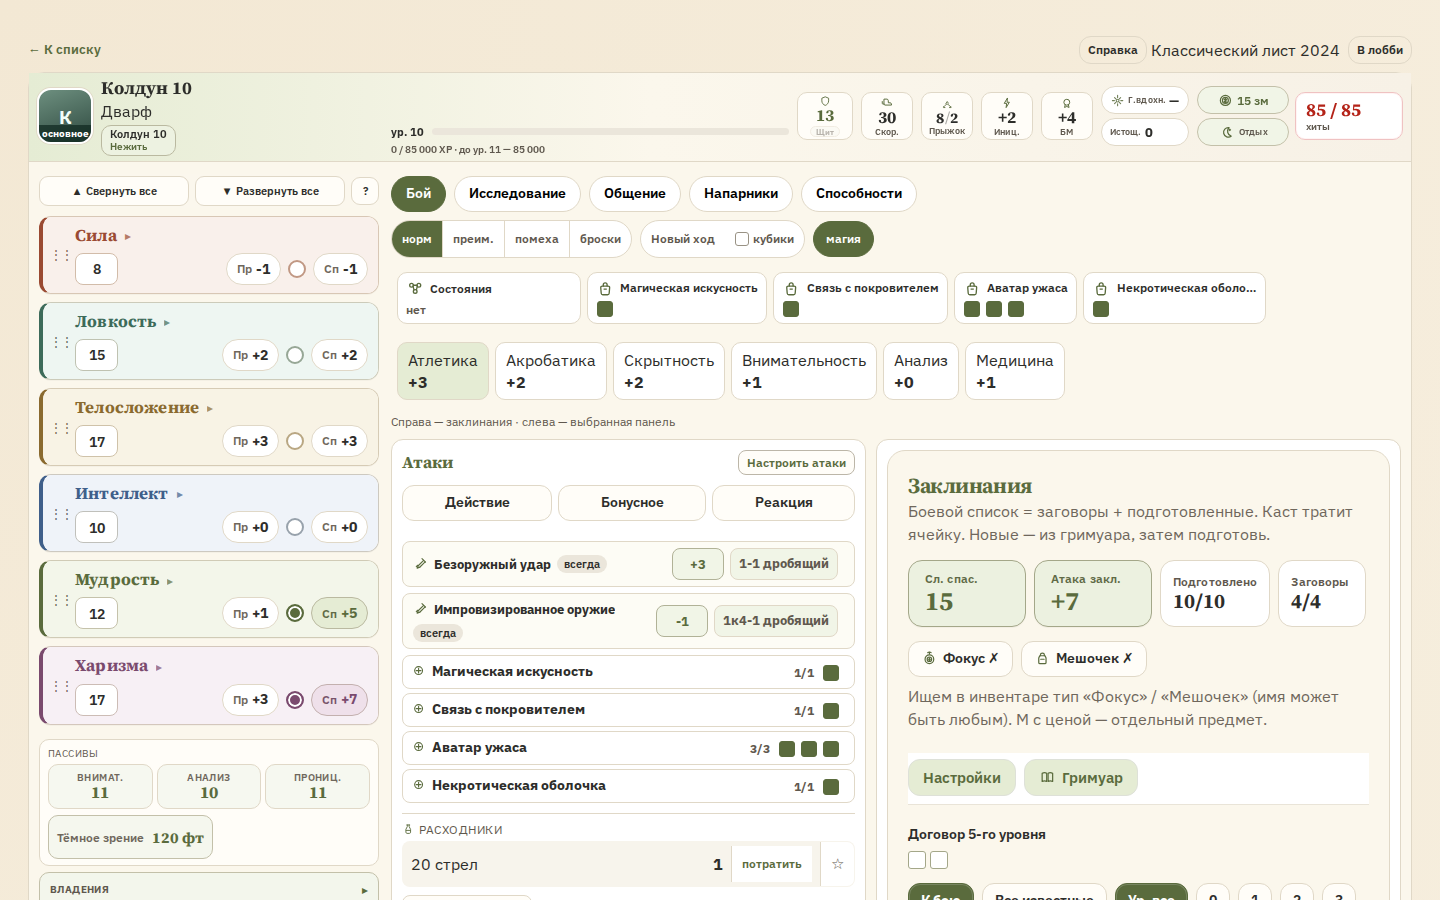 ← К списку
Справка Классический лист 2024 В лобби
К
основное
Колдун 10
Дварф
Колдун 10
Нежить
ур. 10
0 / 85 000 XP · до ур. 11 — 85 000
13
Щит
30
Скор.
8/2
Прыжок
+2
Иниц.
+4
БМ
Г.вдохн. —
Истощ. 0
15 зм
Отдых
85 / 85
хиты
▲ Свернуть все
▼ Развернуть все
?
Сила ▸
8
Пр -1
Сп -1
Ловкость ▸
15
Пр +2
Сп +2
Телосложение ▸
17
Пр +3
Сп +3
Интеллект ▸
10
Пр +0
Сп +0
Мудрость ▸
12
Пр +1
Сп +5
Харизма ▸
17
Пр +3
Сп +7
ПАССИВЫ
ВНИМАТ.
11
АНАЛИЗ
10
ПРОНИЦ.
11
Тёмное зрение 120 фт
ВЛАДЕНИЯ ▸
Бой
Исследование
Общение
Напарники
Способности
норм
преим.
помеха
броски
Новый ход
кубики
магия
Состояния
нет
Магическая искусность
Связь с покровителем
Аватар ужаса
Некротическая оболо...
Атлетика
+3
Акробатика
+2
Скрытность
+2
Внимательность
+1
Анализ
+0
Медицина
+1
Справа — заклинания · слева — выбранная панель
Атаки
Настроить атаки
Действие
Бонусное
Реакция
Безоружный удар всегда
+3
1-1 дробящий
Импровизированное оружие
всегда
-1
1к4-1 дробящий
Магическая искусность 1/1
Связь с покровителем 1/1
Аватар ужаса 3/3
Некротическая оболочка 1/1
РАСХОДНИКИ
20 стрел 1 потратить ☆
Заклинания
Боевой список = заговоры + подготовленные. Каст тратит
ячейку. Новые — из гримуара, затем подготовь.
Сл. спас.
15
Атака закл.
+7
Подготовлено
10/10
Заговоры
4/4
Фокус ✗
Мешочек ✗
Ищем в инвентаре тип «Фокус» / «Мешочек» (имя может
быть любым). М с ценой — отдельный предмет.
Настройки
Гримуар
Договор 5-го уровня
К бою
Все известные
Ур. все
0
1
2
3